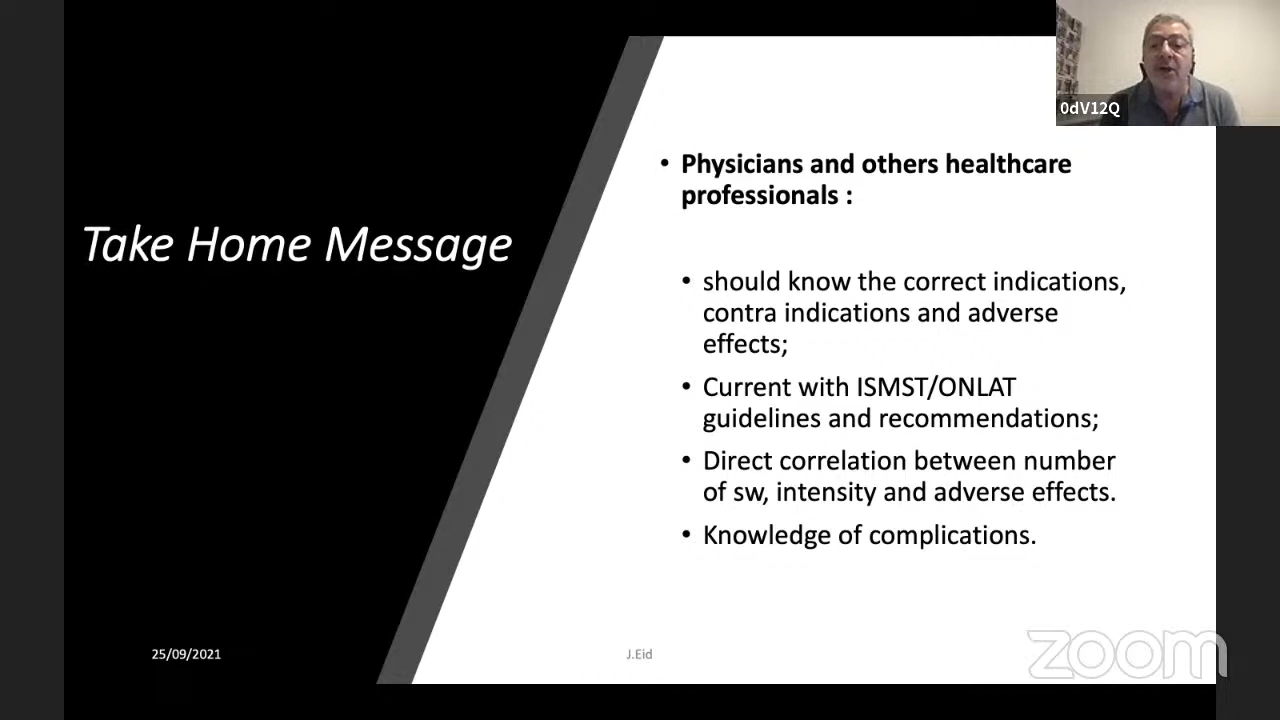 0dV12Q
Take Home Message
• Physicians and others healthcare
professionals :
• should know the correct indications,
contra indications and adverse
effects;
• Current with ISMST/ONLAT
guidelines and recommendations;
• Direct correlation between number
of sw, intensity and adverse effects.
• Knowledge of complications.
25/09/2021
J.Eid
zoom